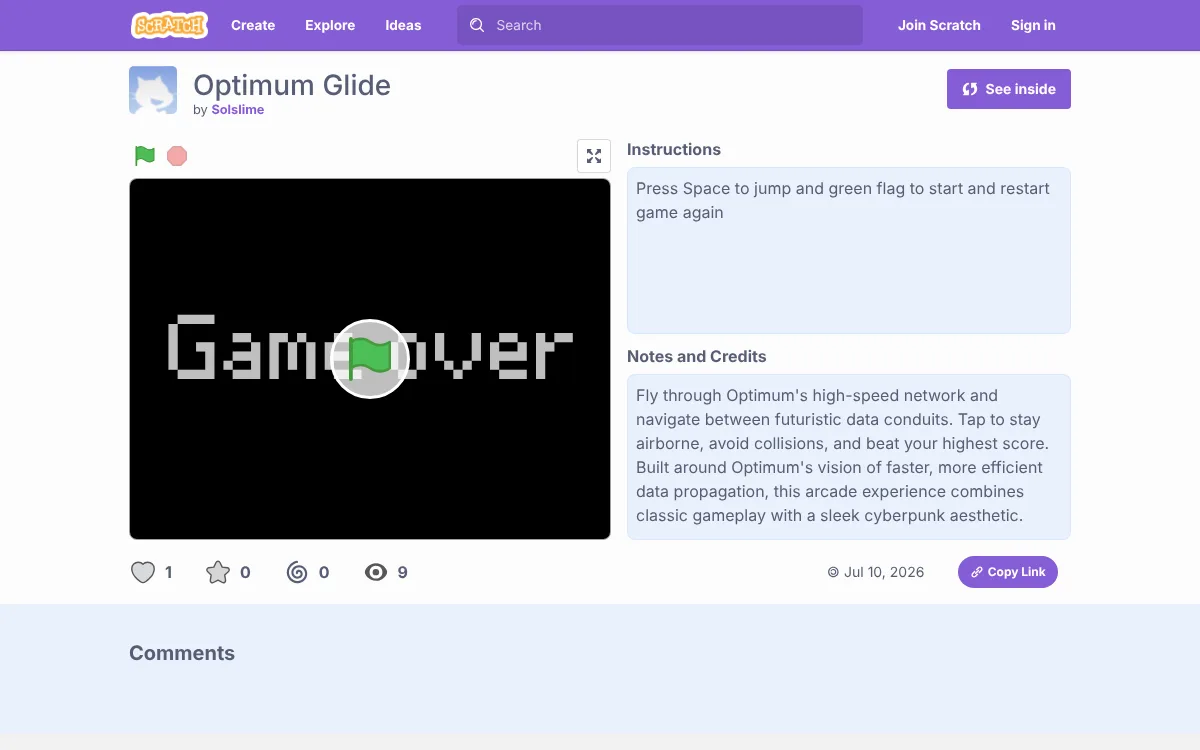 SCRATCH Create Explore Ideas Search Join Scratch Sign in
Optimum Glide
by Solslime
See inside
Instructions
Press Space to jump and green flag to start and restart
game again
Game over
Notes and Credits
Fly through Optimum's high-speed network and
navigate between futuristic data conduits. Tap to stay
airborne, avoid collisions, and beat your highest score.
Built around Optimum's vision of faster, more efficient
data propagation, this arcade experience combines
classic gameplay with a sleek cyberpunk aesthetic.
1 0 0 9
© Jul 10, 2026
Copy Link
Comments